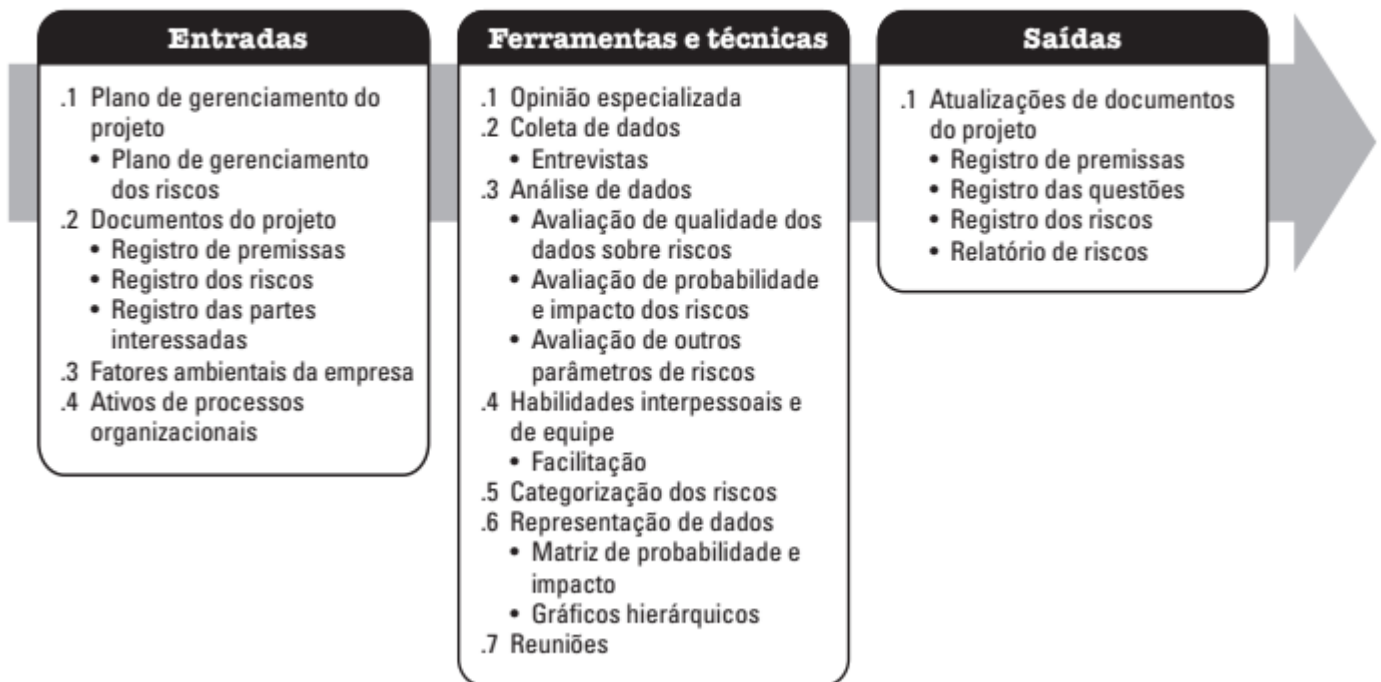 Entradas
.1 Plano de gerenciamento do
projeto
• Plano de gerenciamento
dos riscos
.2 Documentos do projeto
• Registro de premissas
• Registro dos riscos
• Registro das partes
interessadas
.3 Fatores ambientais da empresa
.4 Ativos de processos
organizacionais
Ferramentas e técnicas
.1 Opinião especializada
.2 Coleta de dados
• Entrevistas
.3 Análise de dados
• Avaliação de qualidade dos
dados sobre riscos
• Avaliação de probabilidade
e impacto dos riscos
• Avaliação de outros
parâmetros de riscos
.4 Habilidades interpessoais e
de equipe
• Facilitação
.5 Categorização dos riscos
.6 Representação de dados
• Matriz de probabilidade e
impacto
• Gráficos hierárquicos
.7 Reuniões
Saídas
.1 Atualizações de documentos
do projeto
• Registro de premissas
• Registro das questões
• Registro dos riscos
• Relatório de riscos